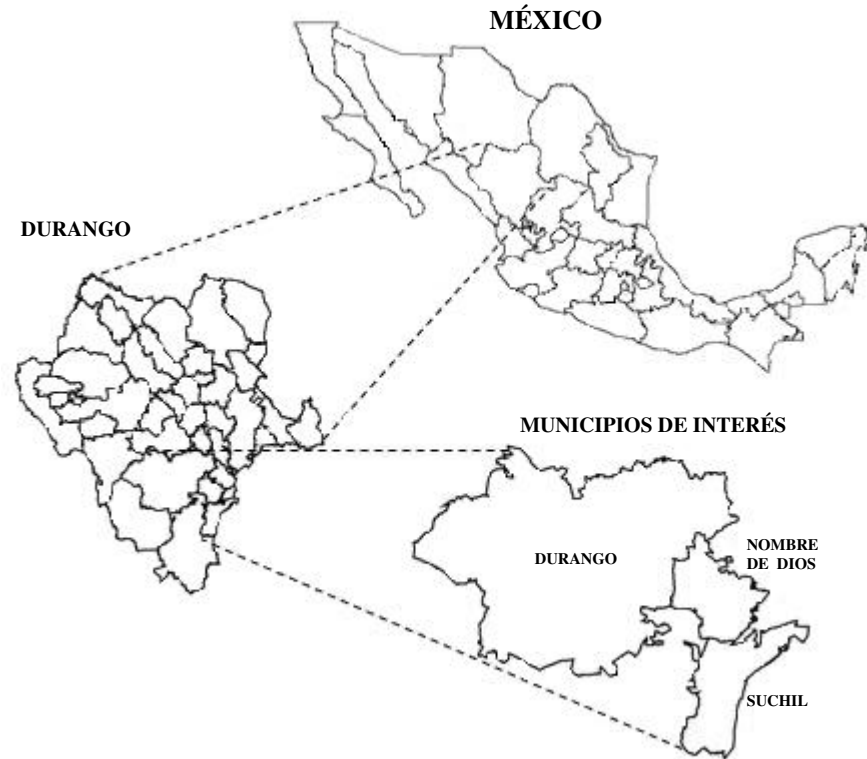 MÉXICO
DURANGO
MUNICIPIOS DE INTERÉS
DURANGO
NOMBRE
DE DIOS
SUCHIL